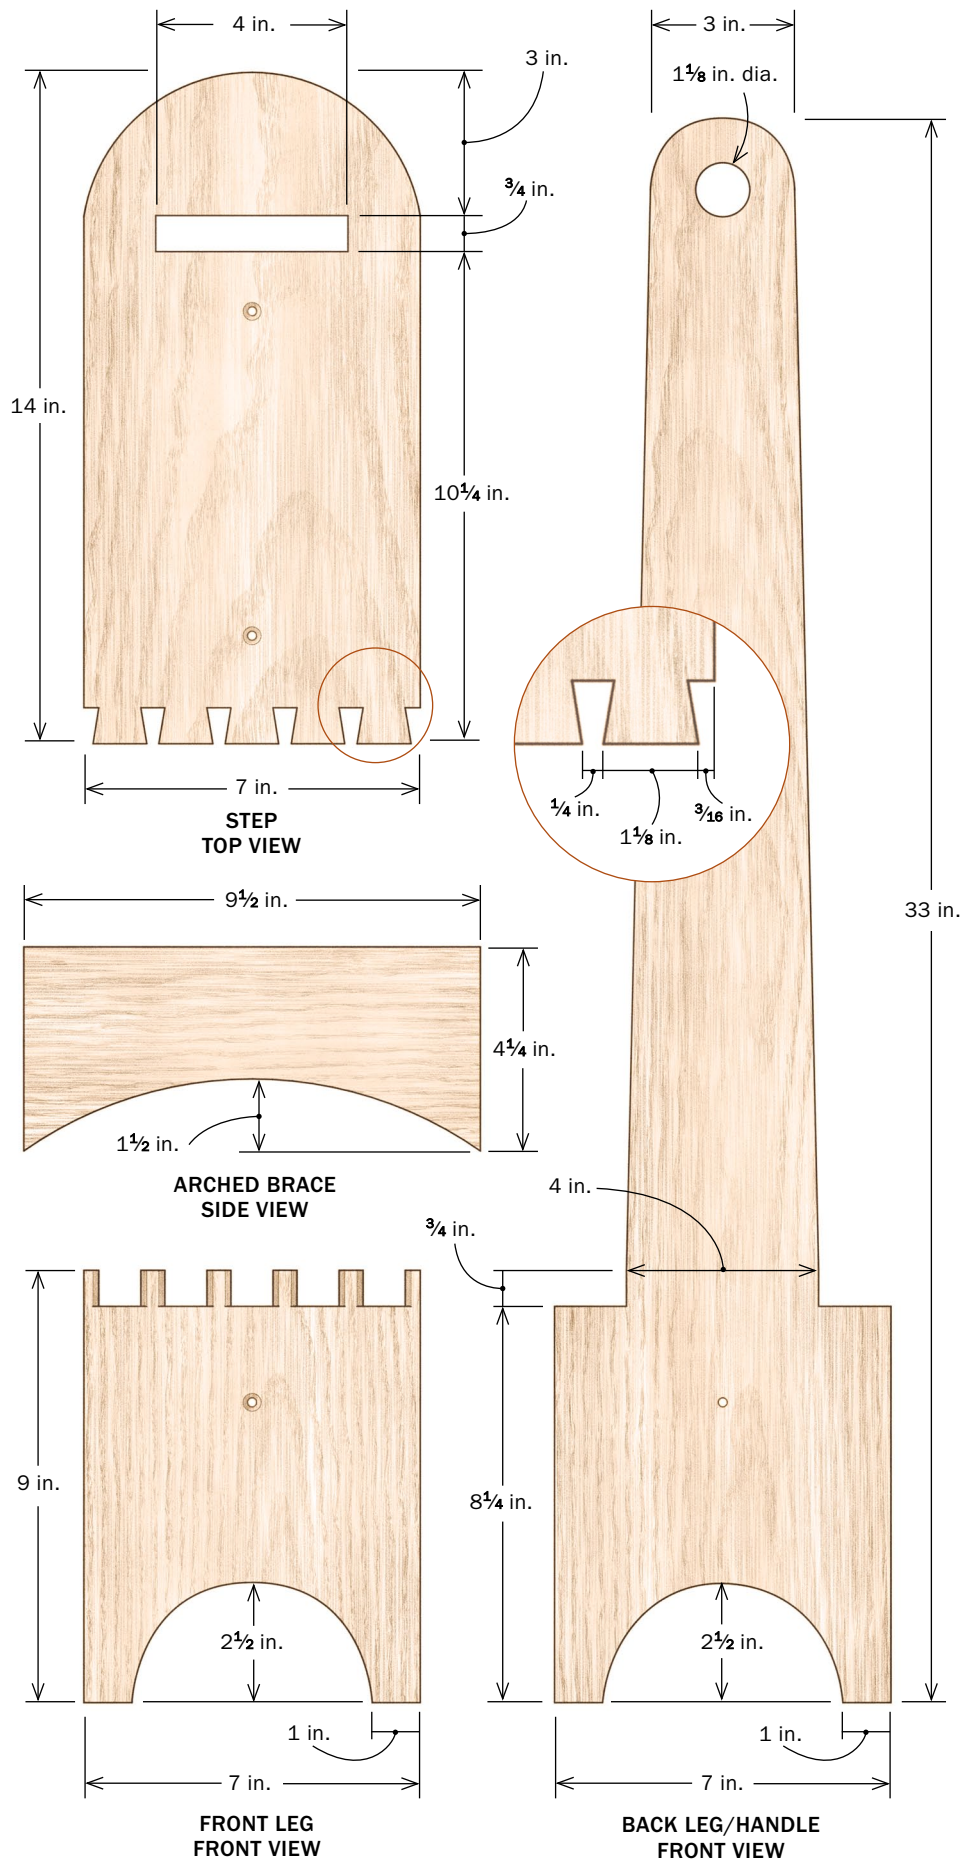 4 in.
3 in.
3 in.
1⅛ in. dia.
¾ in.
14 in.
10¼ in.
¼ in.
1⅛ in.
3⁄16 in.
7 in.
STEP
TOP VIEW
33 in.
9½ in.
4¼ in.
1½ in.
ARCHED BRACE
SIDE VIEW
4 in.
¾ in.
9 in.
8¼ in.
2½ in.
2½ in.
1 in.
1 in.
7 in.
7 in.
FRONT LEG
FRONT VIEW
BACK LEG/HANDLE
FRONT VIEW